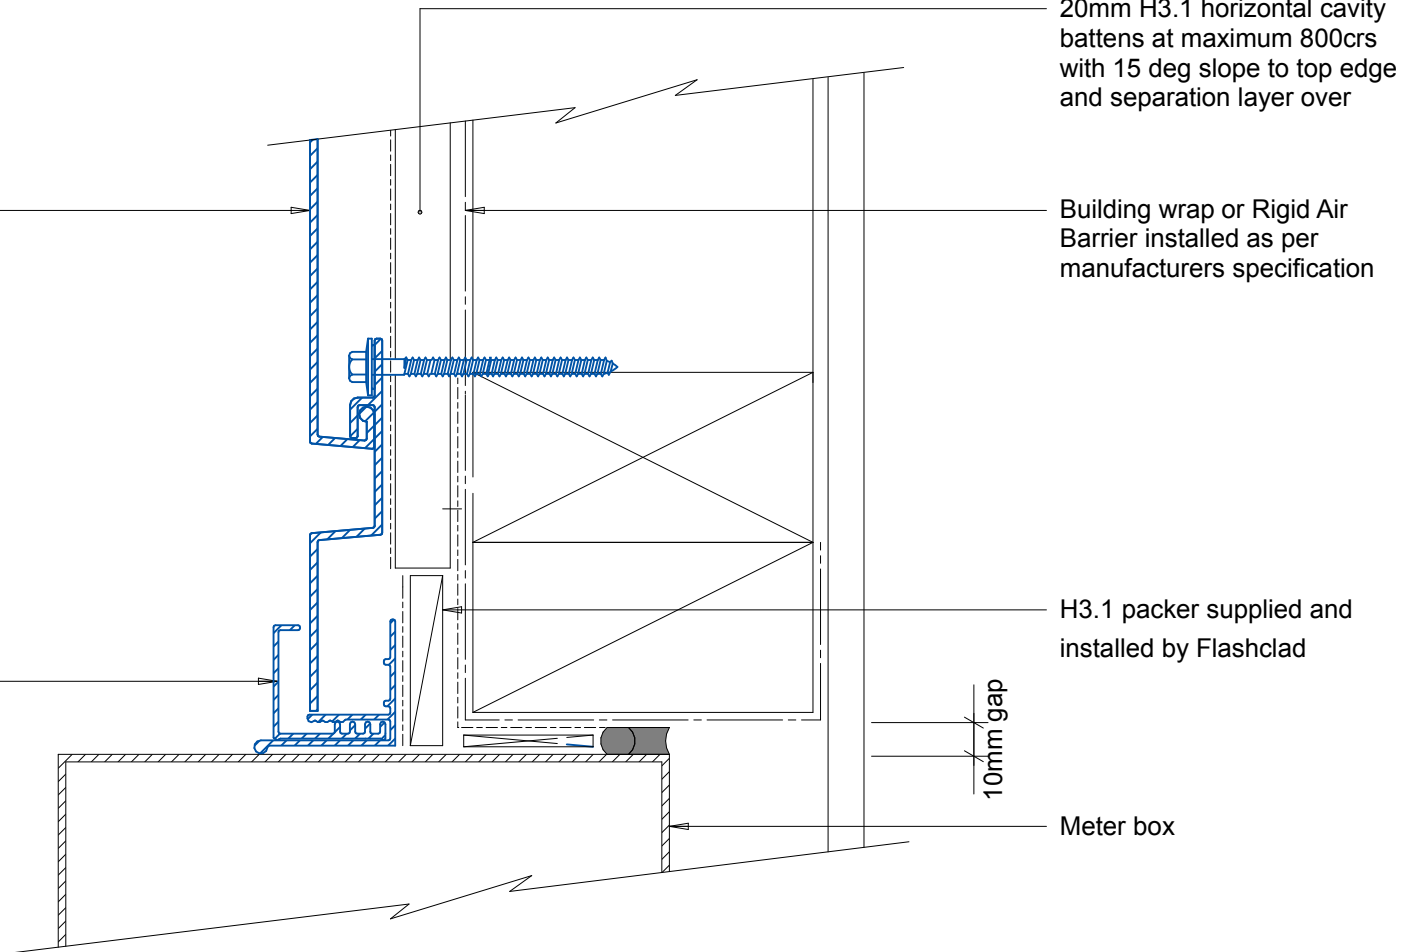 20mm H3.1 horizontal cavity
battens at maximum 800crs
with 15 deg slope to top edge
and separation layer over
Building wrap or Rigid Air
Barrier installed as per
manufacturers specification
H3.1 packer supplied and
installed by Flashclad
10mm gap
Meter box